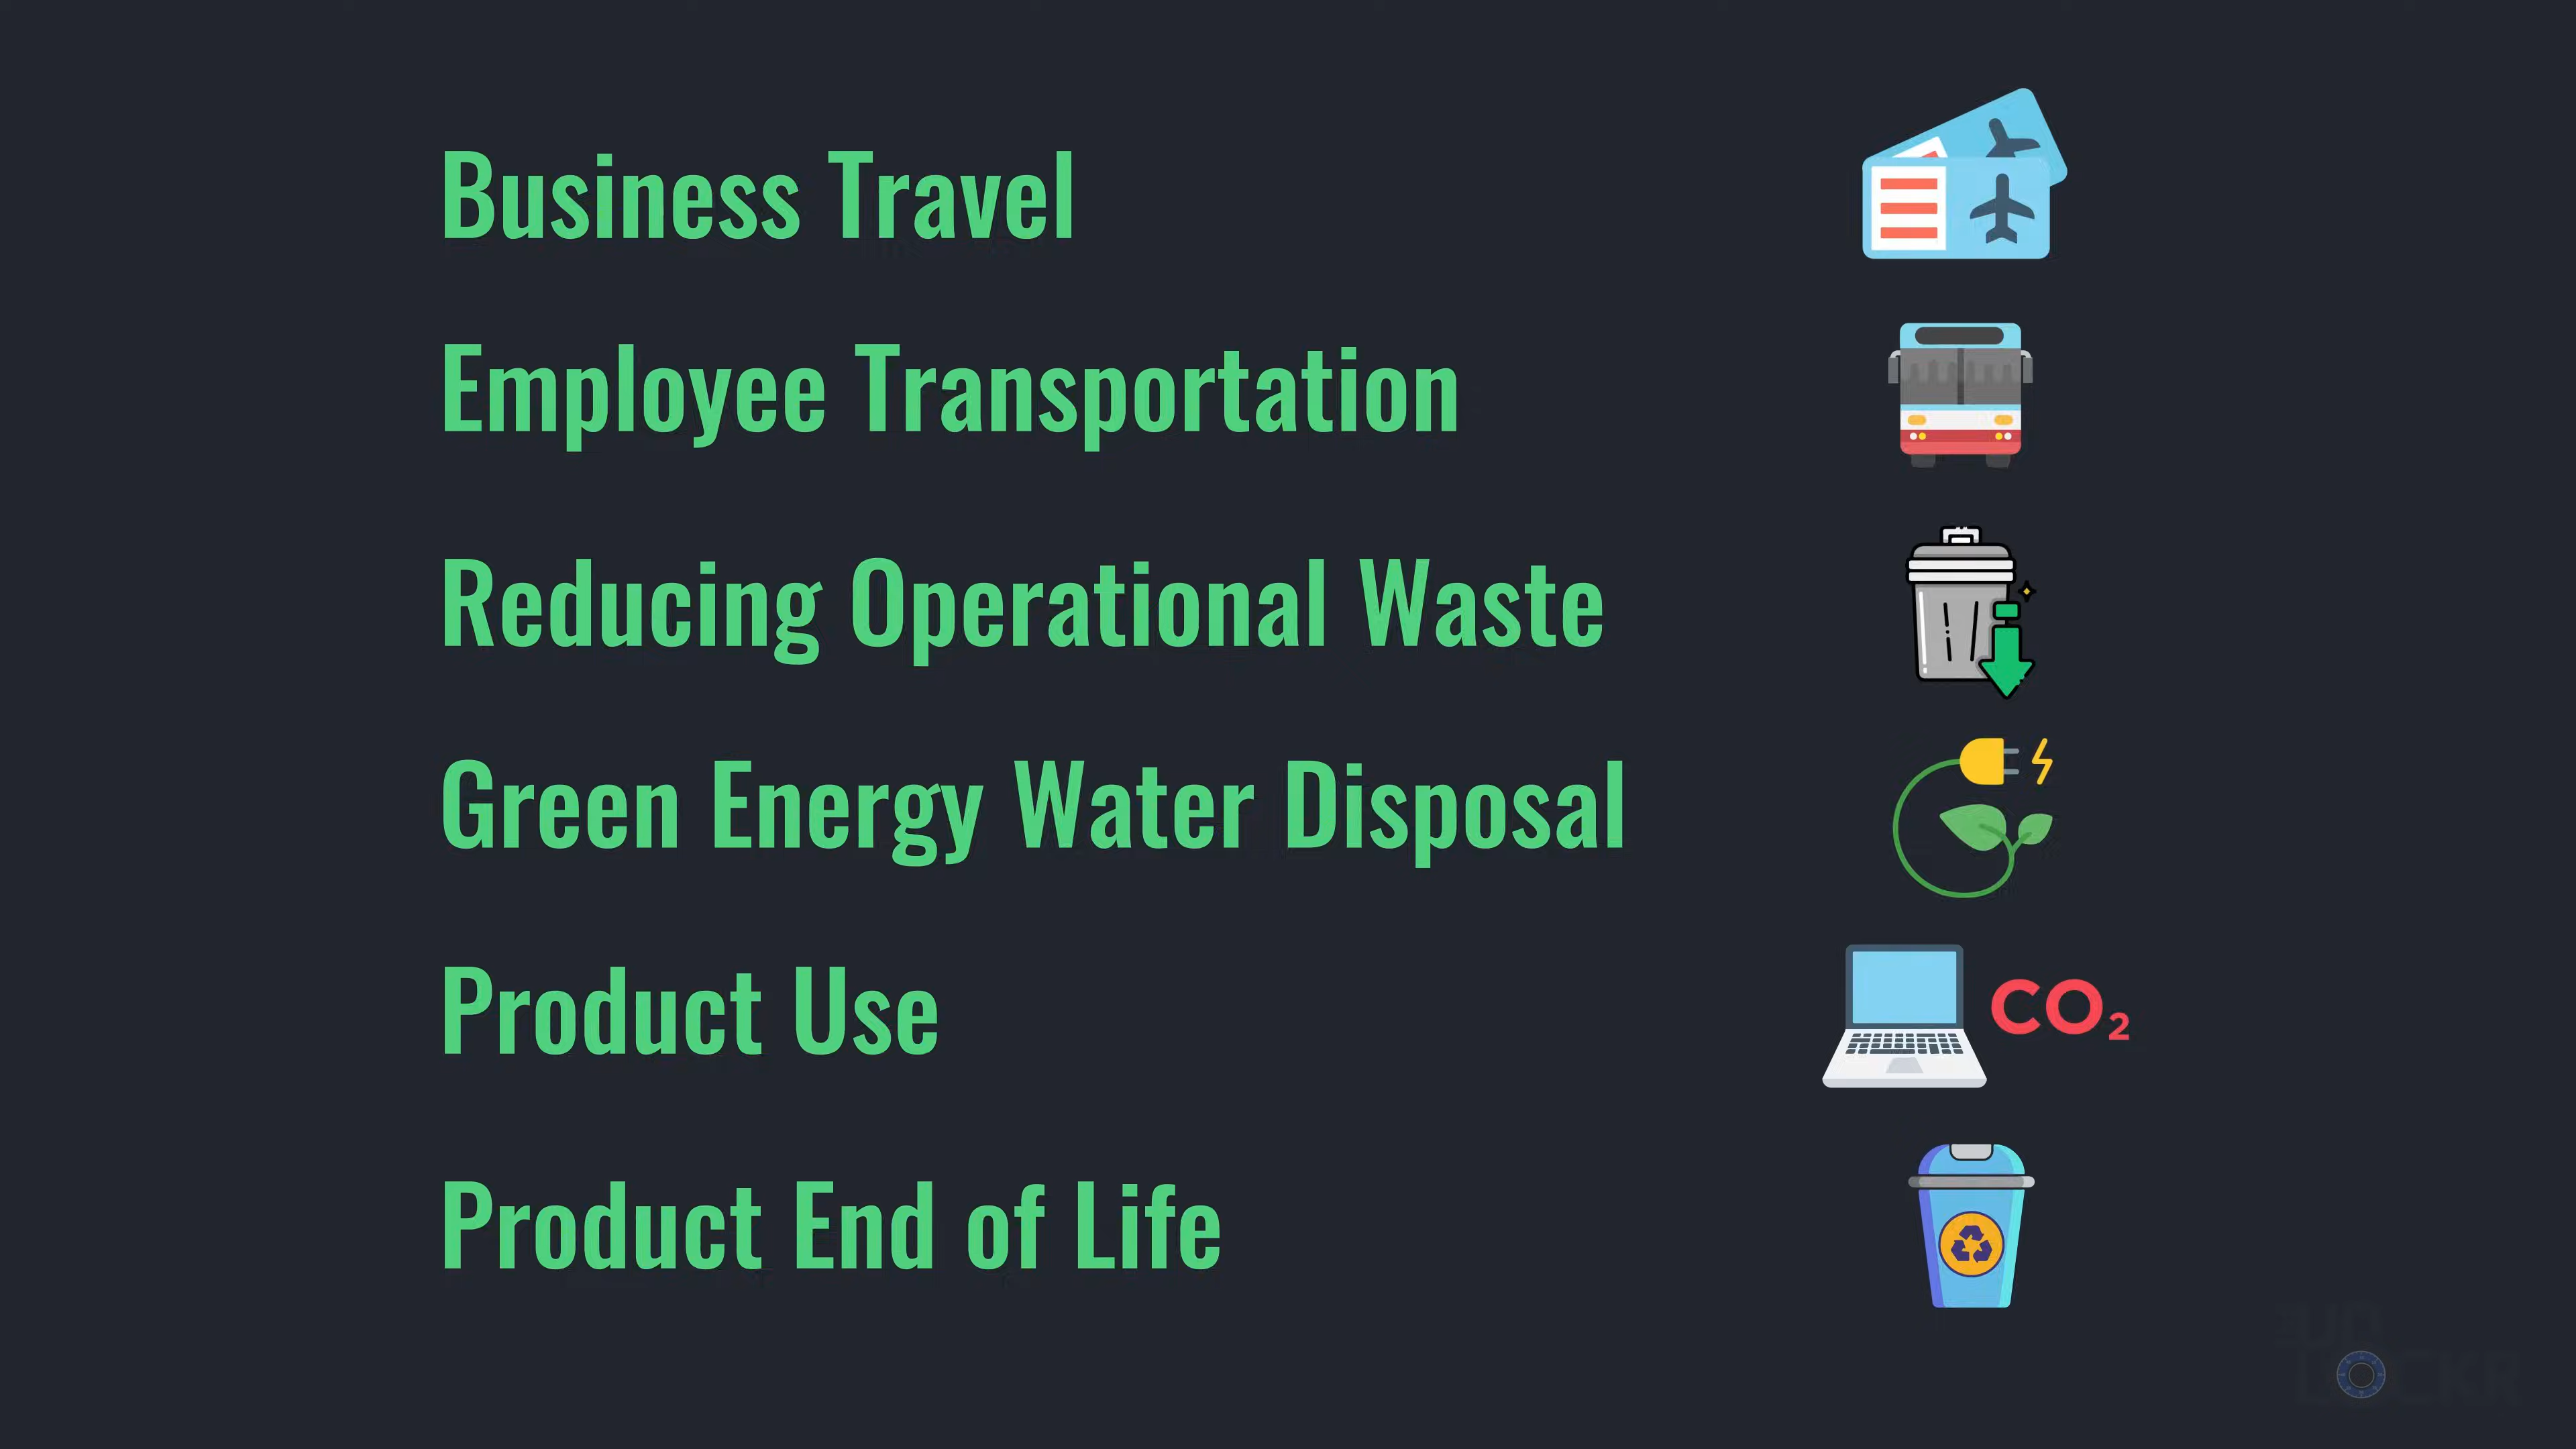 Business Travel
Employee Transportation
Reducing Operational Waste
Green Energy Water Disposal
Product Use
CO₂
Product End of Life